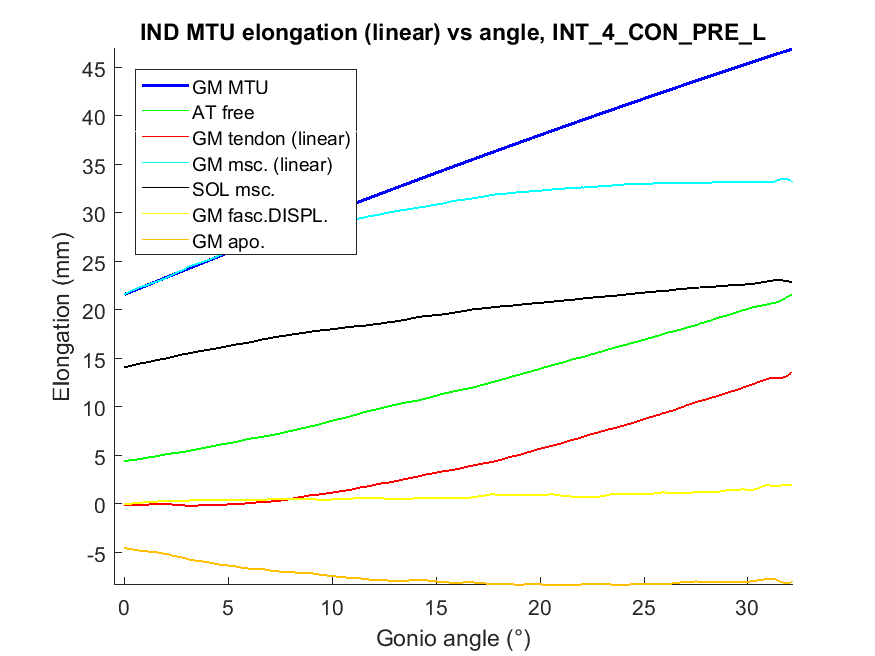 IND MTU elongation (linear) vs angle, INT_4_CON_PRE_L
GM MTU
AT free
GM tendon (linear)
GM msc. (linear)
SOL msc.
GM fasc.DISPL.
GM apo.
Elongation (mm)
45
40
35
30
25
20
15
10
5
0
-5
0 5 10 15 20 25 30
Gonio angle (°)